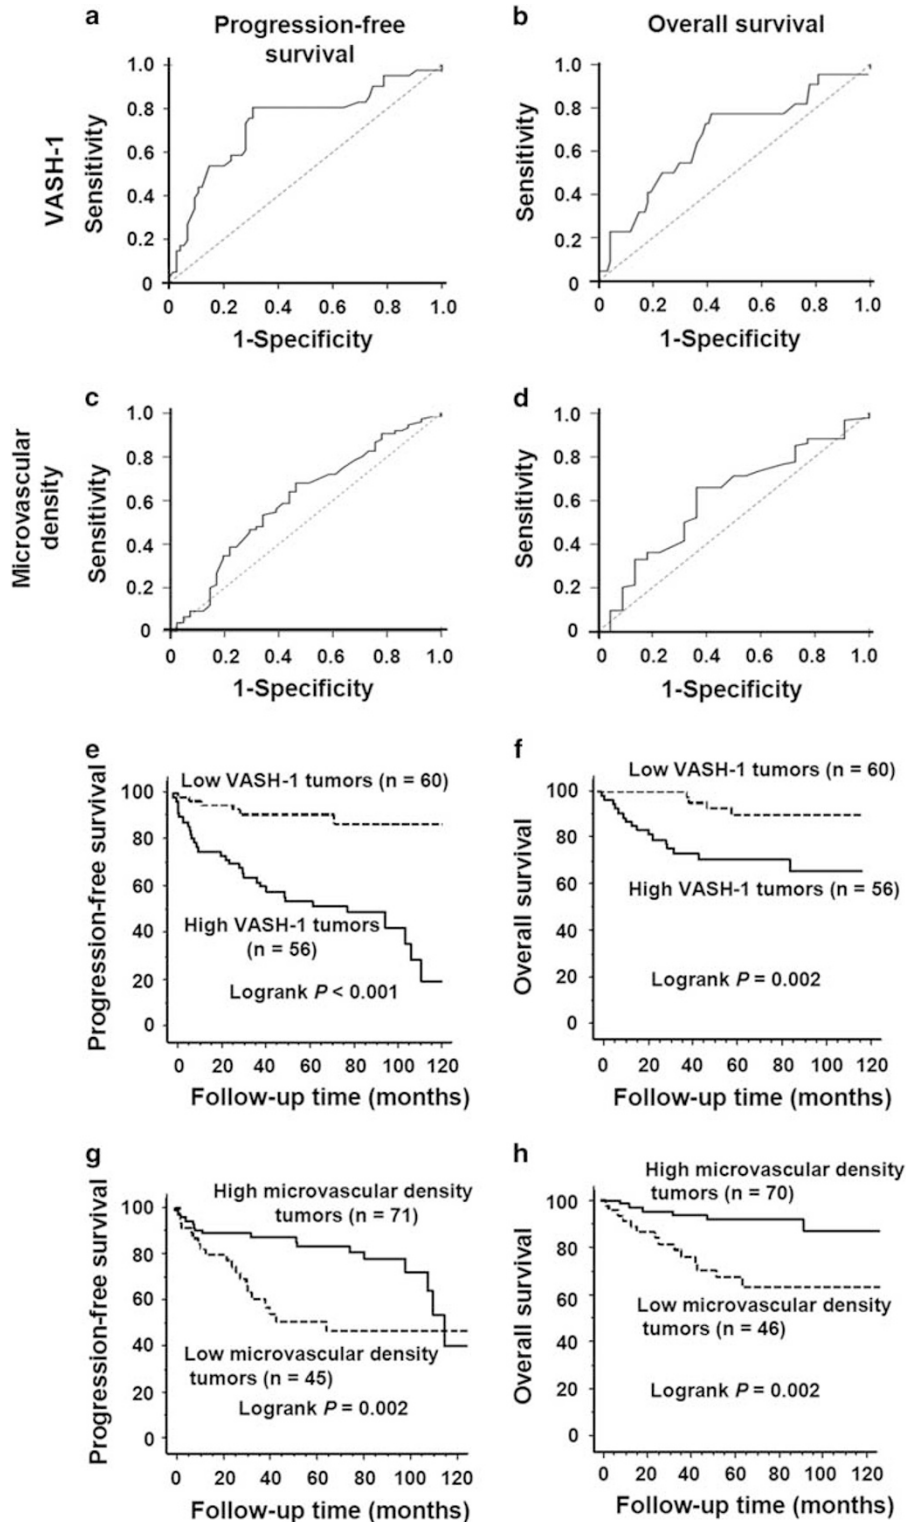 a
Progression-free
survival
b
Overall survival
VASH-1
Sensitivity
1.0
0.8
0.6
0.4
0.2
0
0 0.2 0.4 0.6 0.8 1.0
1-Specificity
Sensitivity
1.0
0.8
0.6
0.4
0.2
0
0 0.2 0.4 0.6 0.8 1.0
1-Specificity
c
Microvascular
density
Sensitivity
1.0
0.8
0.6
0.4
0.2
0
0 0.2 0.4 0.6 0.8 1.0
1-Specificity
d
Sensitivity
1.0
0.8
0.6
0.4
0.2
0
0 0.2 0.4 0.6 0.8 1.0
1-Specificity
e
Progression-free survival
100
80
60
40
20
0
Low VASH-1 tumors (n = 60)
High VASH-1 tumors
(n = 56)
Logrank P < 0.001
0 20 40 60 80 100 120
Follow-up time (months)
f
Overall survival
100
80
60
40
20
0
Low VASH-1 tumors (n = 60)
High VASH-1 tumors (n = 56)
Logrank P = 0.002
0 20 40 60 80 100 120
Follow-up time (months)
g
Progression-free survival
100
80
60
40
20
0
High microvascular density
tumors (n = 71)
Low microvascular density
tumors (n = 45)
Logrank P = 0.002
0 20 40 60 80 100 120
Follow-up time (months)
h
Overall survival
100
80
60
40
20
0
High microvascular density
tumors (n = 70)
Low microvascular density
tumors (n = 46)
Logrank P = 0.002
0 20 40 60 80 100 120
Follow-up time (months)